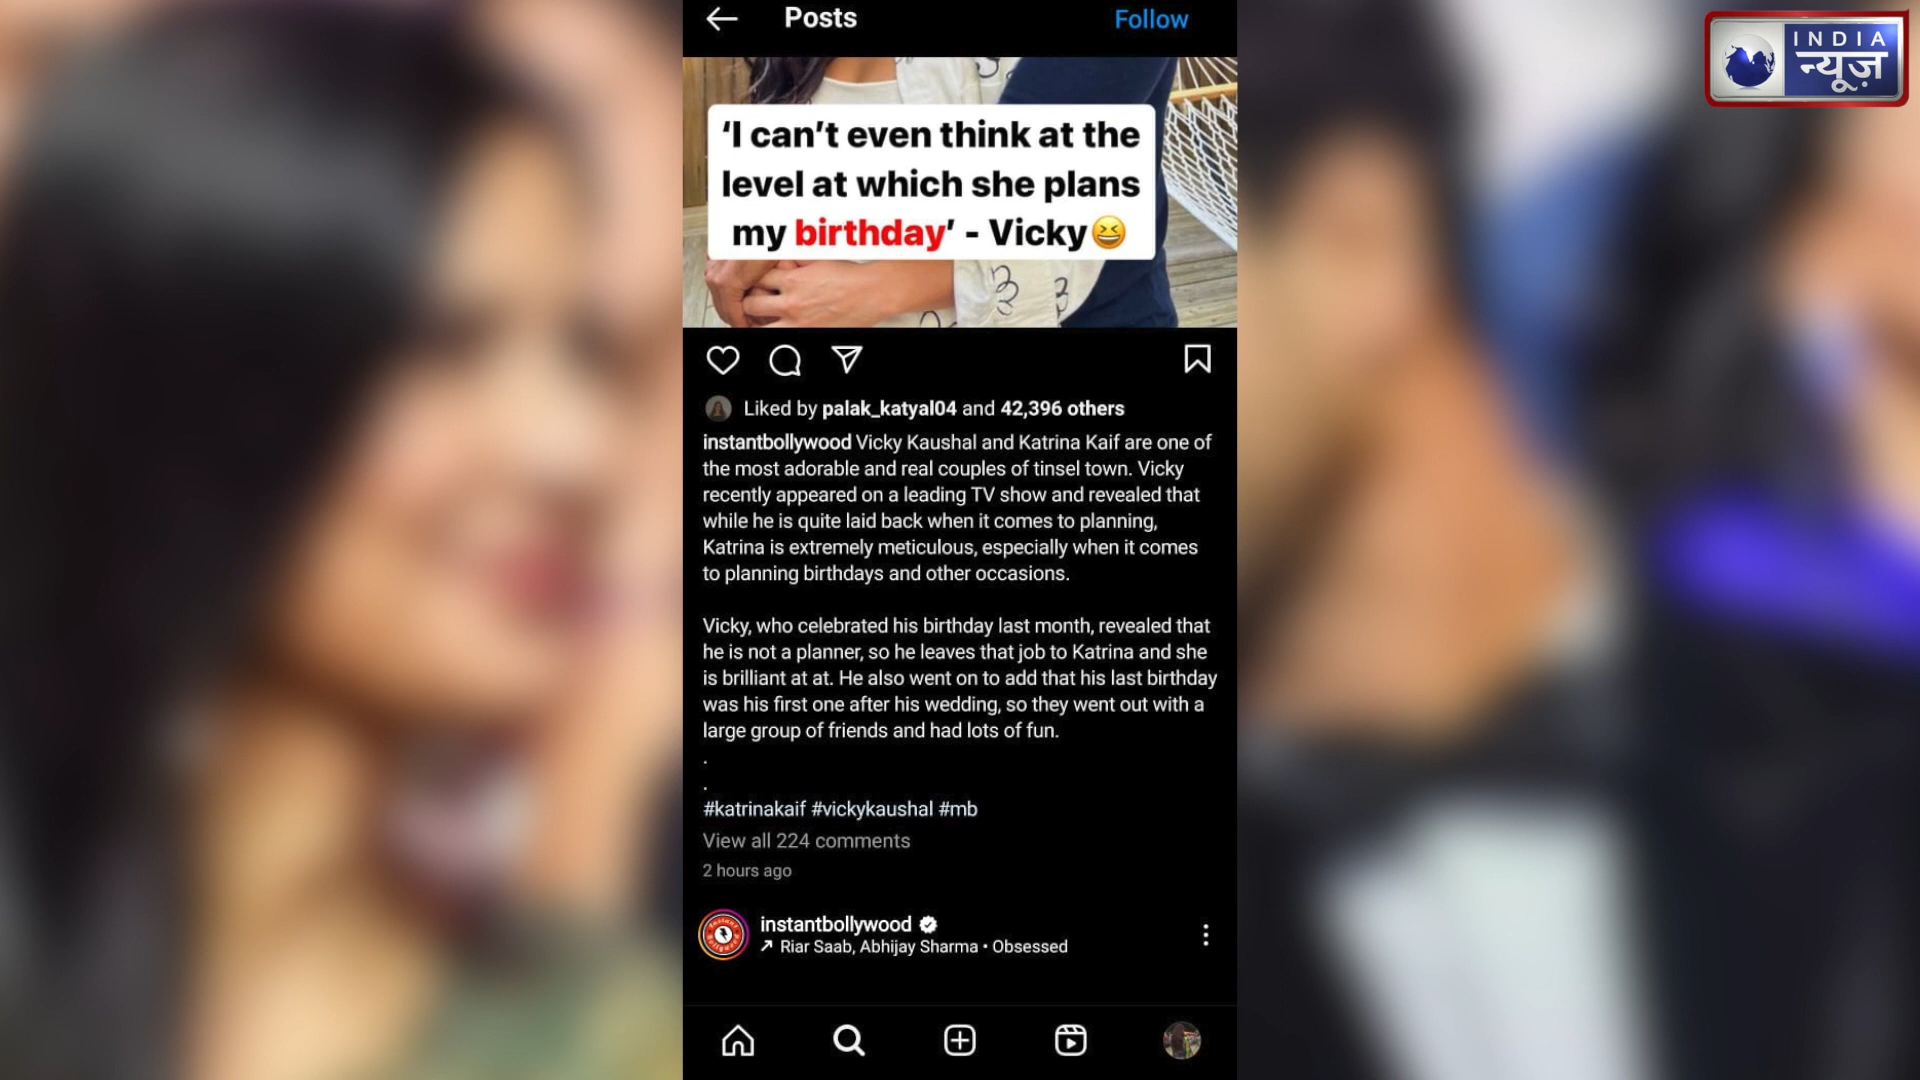 Posts
Follow
INDIA
न्यूज़
‘I can’t even think at the
level at which she plans
my birthday’ - Vicky😆
Liked by palak_katyal04 and 42,396 others
instantbollywood Vicky Kaushal and Katrina Kaif are one of
the most adorable and real couples of tinsel town. Vicky
recently appeared on a leading TV show and revealed that
while he is quite laid back when it comes to planning,
Katrina is extremely meticulous, especially when it comes
to planning birthdays and other occasions.
Vicky, who celebrated his birthday last month, revealed that
he is not a planner, so he leaves that job to Katrina and she
is brilliant at at. He also went on to add that his last birthday
was his first one after his wedding, so they went out with a
large group of friends and had lots of fun.
.
.
#katrinakaif #vickykaushal #mb
View all 224 comments
2 hours ago
instantbollywood
Riar Saab, Abhijay Sharma • Obsessed